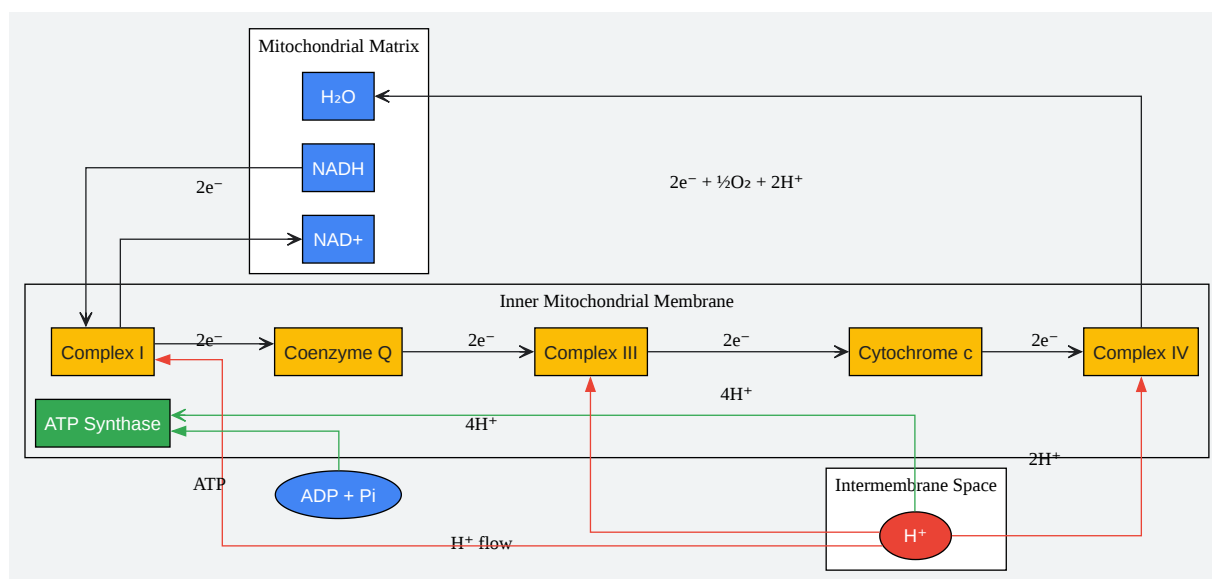 Mitochondrial Matrix
H₂O
NADH
2e⁻
2e⁻ + ½O₂ + 2H⁺
NAD+
Inner Mitochondrial Membrane
Complex I
2e⁻
Coenzyme Q
2e⁻
Complex III
2e⁻
Cytochrome c
2e⁻
Complex IV
4H⁺
ATP Synthase
4H⁺
2H⁺
ATP
ADP + Pi
Intermembrane Space
H⁺
H⁺ flow